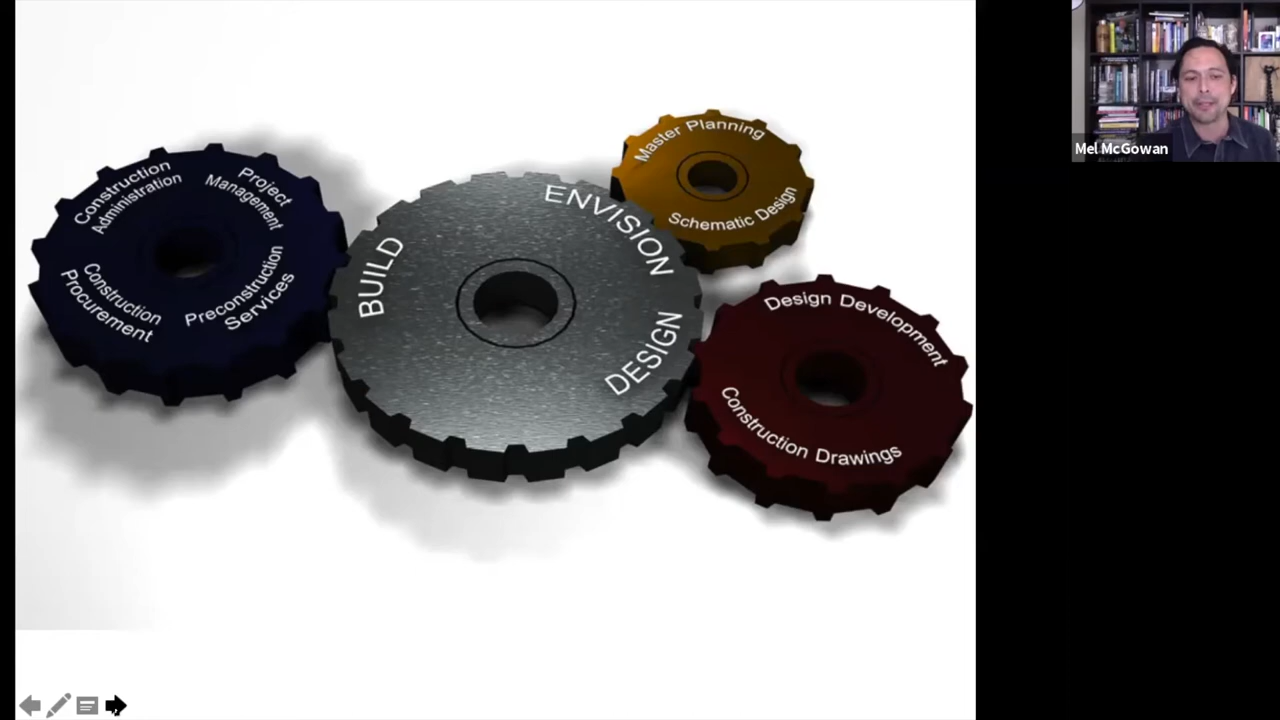 Construction
Administration
Project
Management
Construction
Procurement
Preconstruction
Services
BUILD
ENVISION
DESIGN
Master Planning
Schematic Design
Design Development
Construction Drawings
Mel McGowan